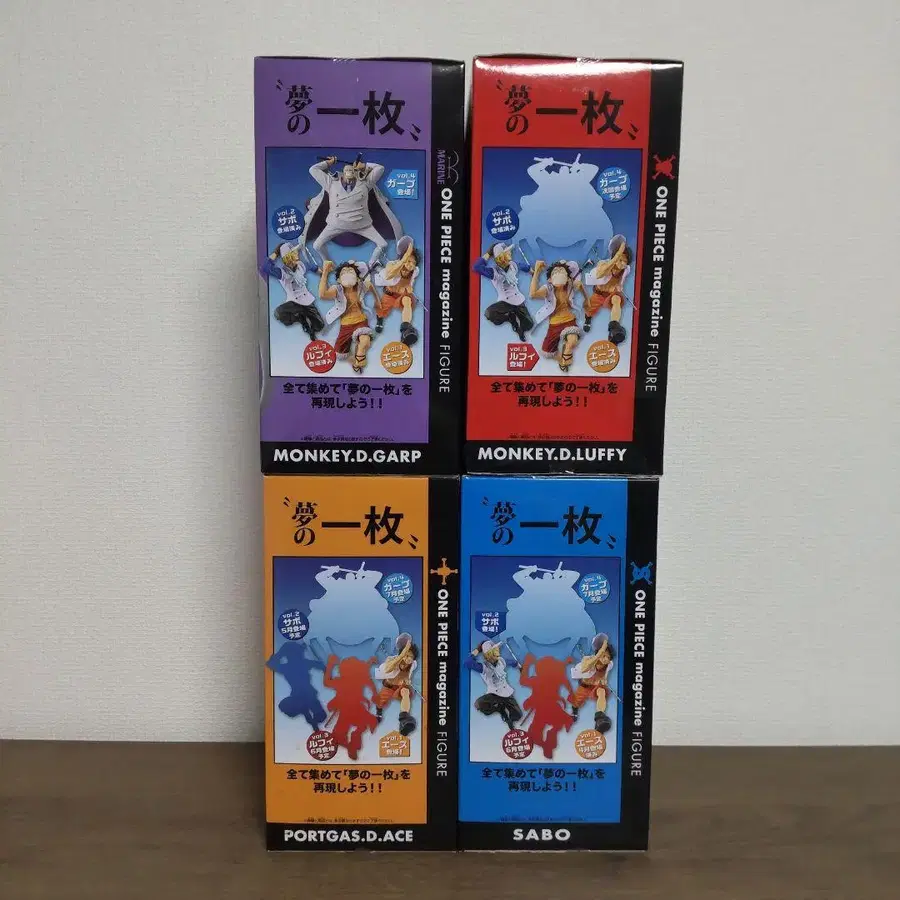 〝夢の一枚〟
vol.4
ガープ
登場!
vol.2
サボ
登場済み
vol.3
ルフィ
登場済み
vol.1
エース
登場済み
全て集めて「夢の一枚」を
再現しよう!!
MONKEY.D.GARP
MARINE
ONE PIECE magazine FIGURE
〝夢の一枚〟
vol.4
ガープ
次回登場
予定
vol.2
サボ
登場済み
vol.3
ルフィ
登場!
vol.1
エース
登場済み
全て集めて「夢の一枚」を
再現しよう!!
MONKEY.D.LUFFY
ONE PIECE magazine FIGURE
〝夢の一枚〟
vol.4
ガープ
7月登場
予定
vol.2
サボ
5月登場
予定
vol.3
ルフィ
6月登場
予定
vol.1
エース
登場!
全て集めて「夢の一枚」を
再現しよう!!
PORTGAS.D.ACE
ONE PIECE magazine FIGURE
〝夢の一枚〟
vol.4
ガープ
7月登場
予定
vol.2
サボ
登場!
vol.3
ルフィ
6月登場
予定
vol.1
エース
4月登場
済み
全て集めて「夢の一枚」を
再現しよう!!
SABO
ONE PIECE magazine FIGURE